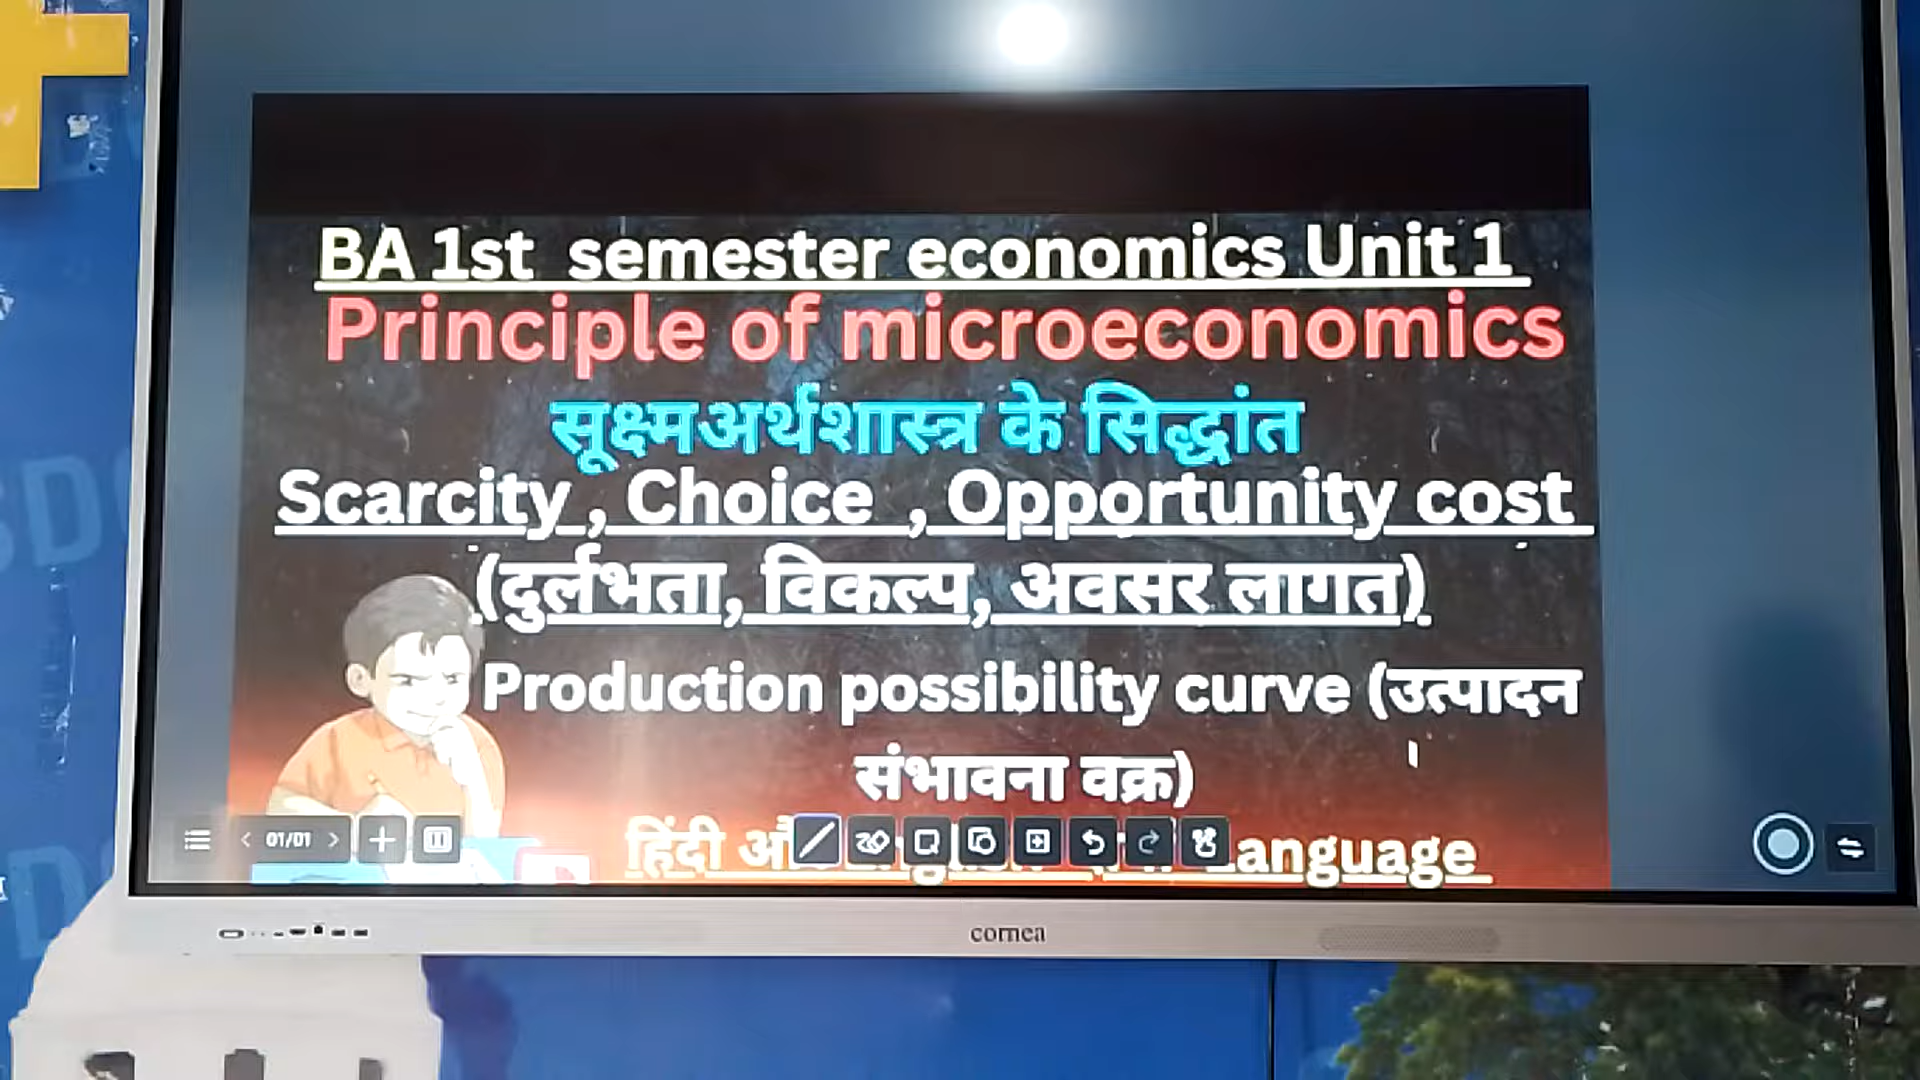 BA 1st semester economics Unit 1
Principle of microeconomics
सूक्ष्मअर्थशास्त्र के सिद्धांत
Scarcity , Choice , Opportunity cost
(दुर्लभता, विकल्प, अवसर लागत)
Production possibility curve (उत्पादन
संभावना वक्र)
हिंदी Language
01/01
cornea